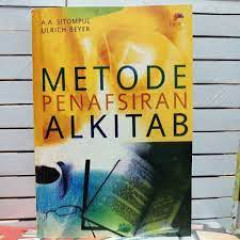 A.A. SITOMPUL
ULRICH BEYER
METODE
PENAFSIRAN
ALKITAB